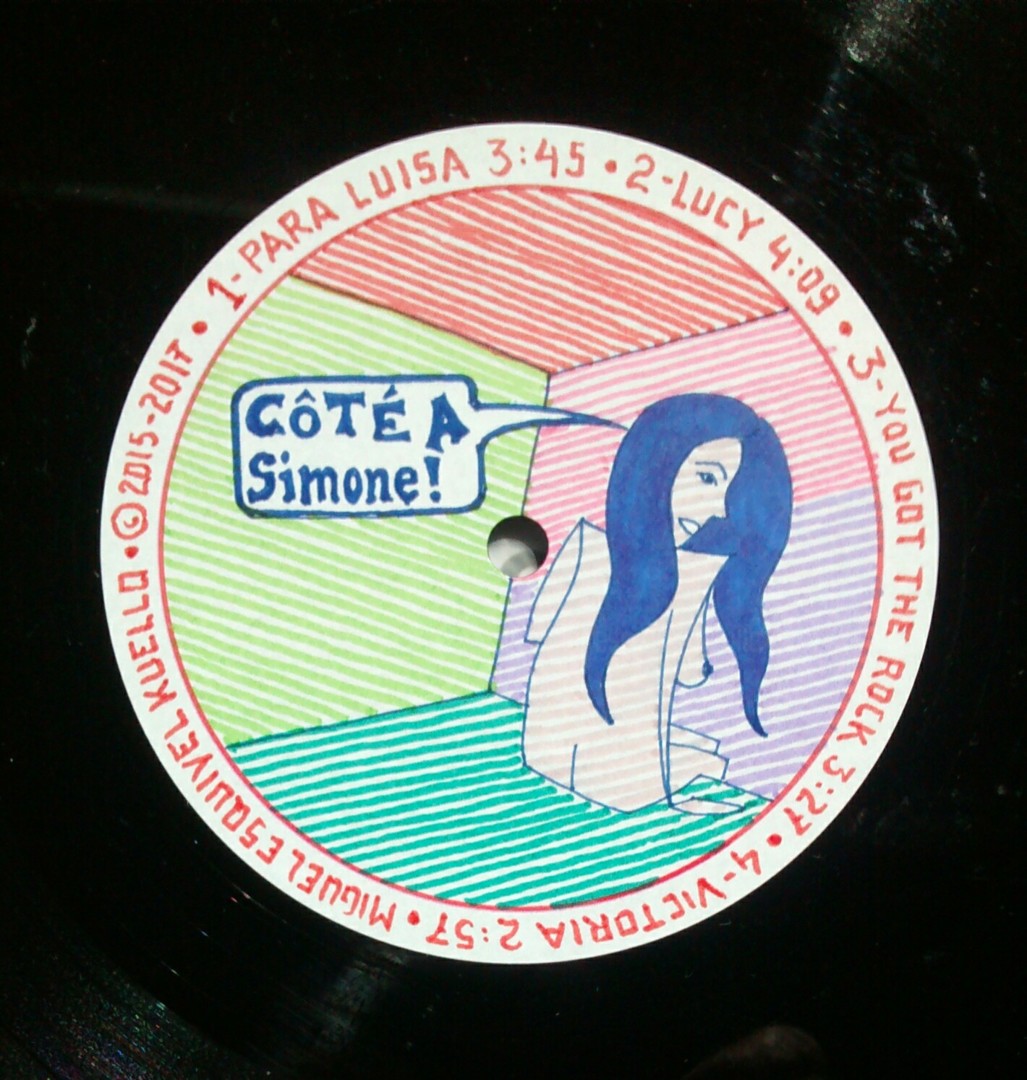 1-PARA LUISA 3:45 • 2-LUCY 4:09 • 3-YOU GOT THE ROCK 3:27 • 4-VICTORIA 2:57 • MIGUEL ESQUIVEL KUELLO • © 2015-2017 •
CÔTÉ A
Simone!